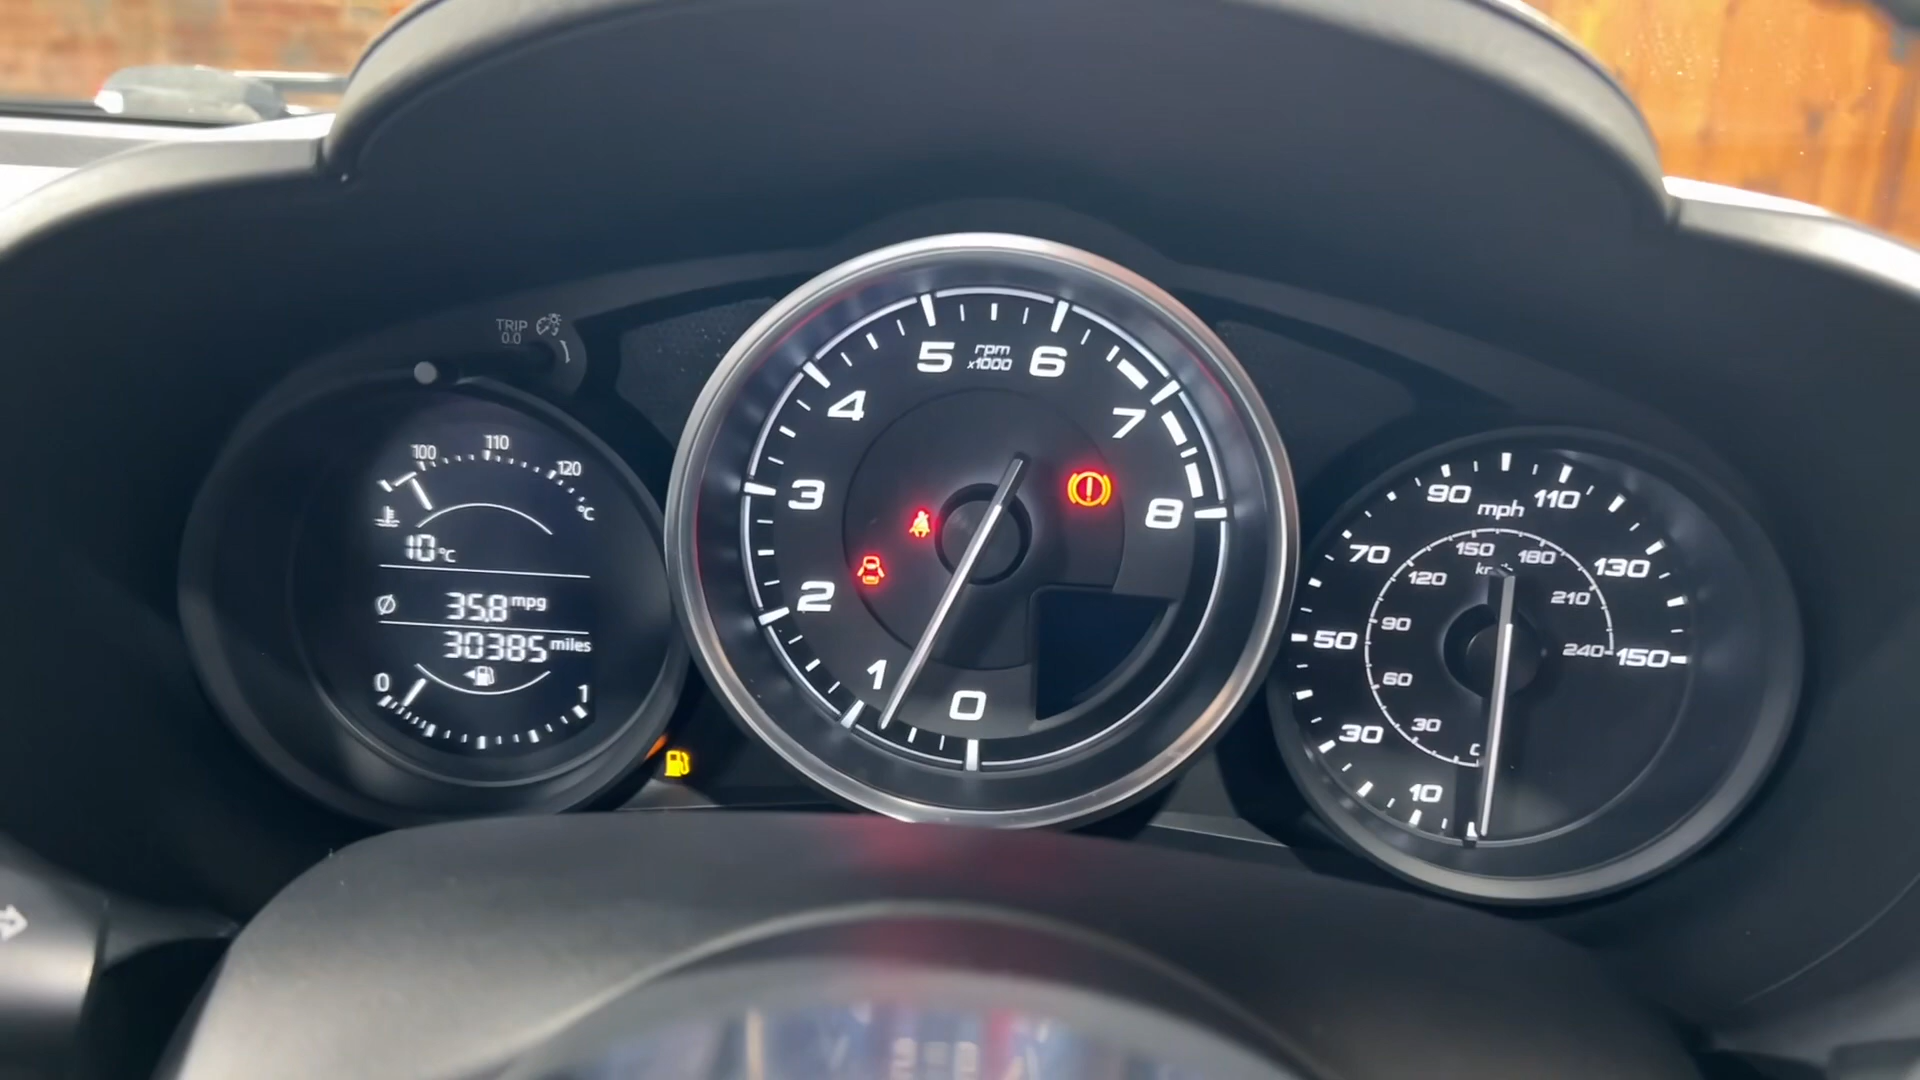 TRIP
0.0
100 110 120
°C
10°C
35.8 mpg
30385 miles
0 1
0 1 2 3 4 5 6 7 8
rpm
x1000
10 30 50 70 90 110 130 150
mph
0 30 60 90 120 150 180 210 240